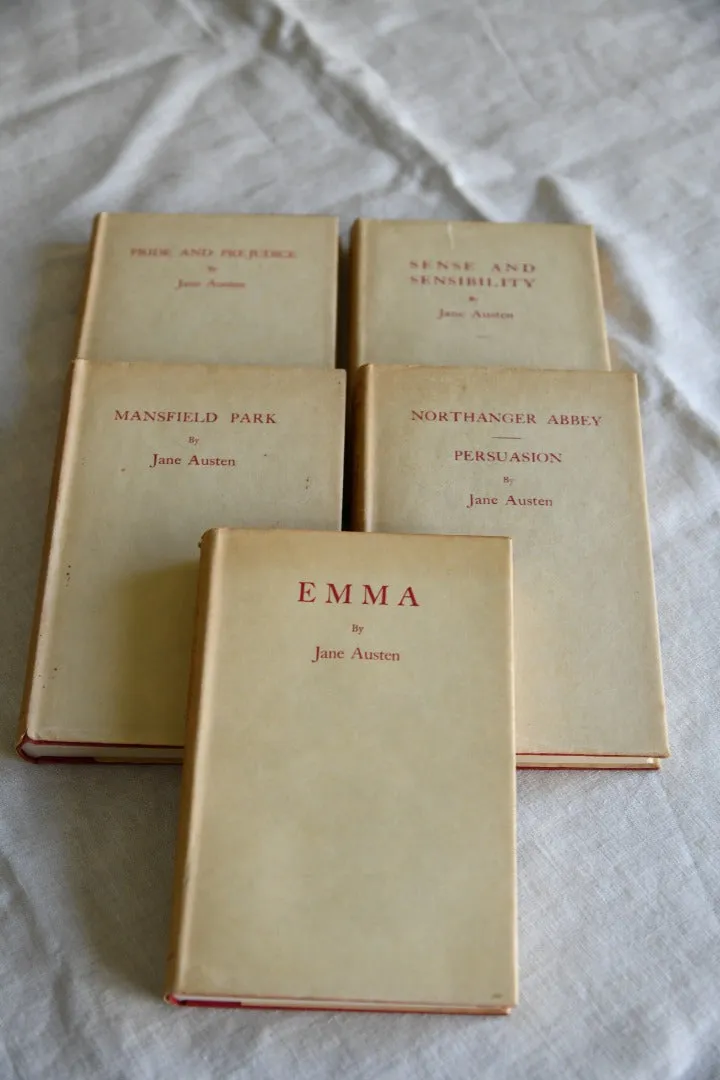 PRIDE AND PREJUDICE
By
Jane Austen
SENSE AND
SENSIBILITY
By
Jane Austen
MANSFIELD PARK
By
Jane Austen
NORTHANGER ABBEY
PERSUASION
By
Jane Austen
EMMA
By
Jane Austen